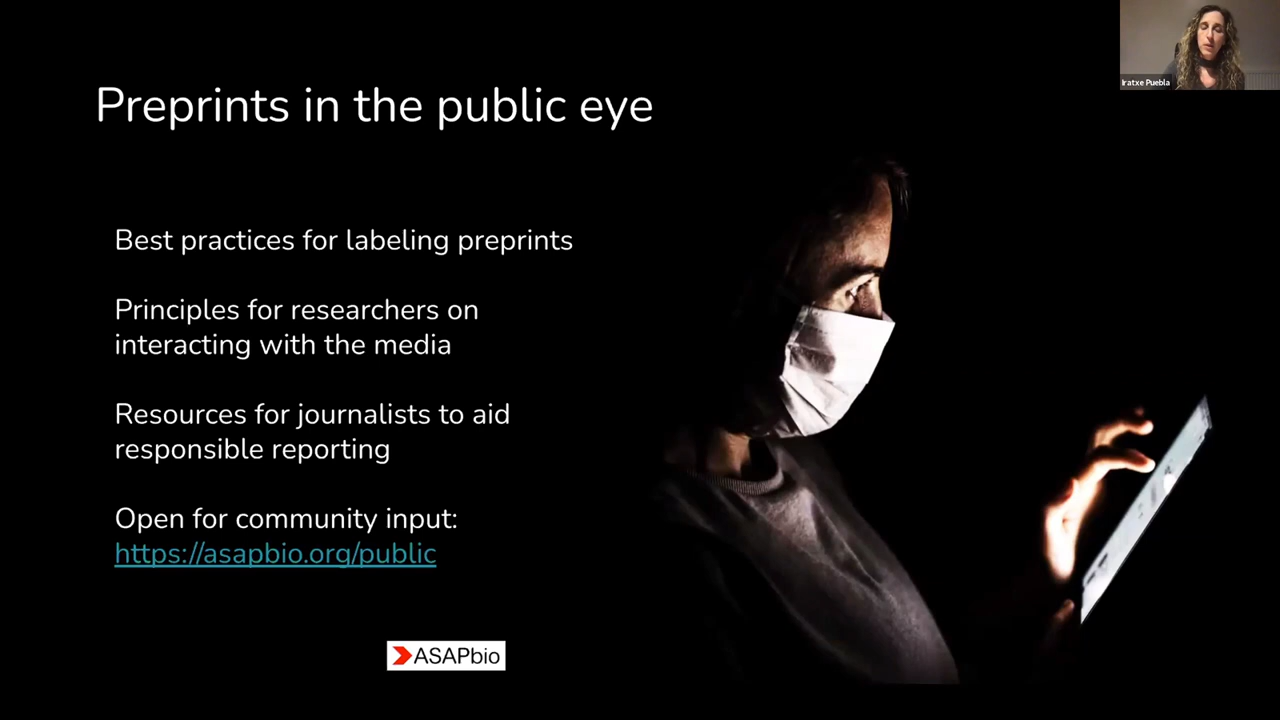 Iratxe Puebla
Preprints in the public eye
Best practices for labeling preprints
Principles for researchers on
interacting with the media
Resources for journalists to aid
responsible reporting
Open for community input:
https://asapbio.org/public
ASAPbio